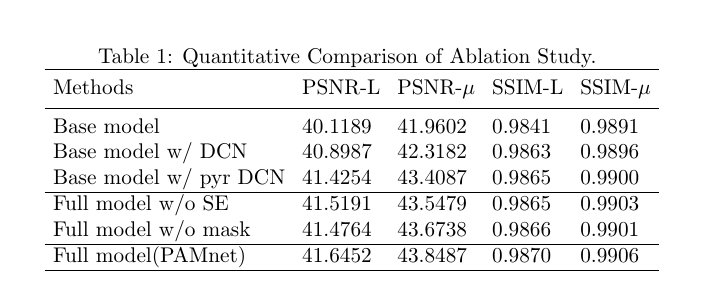 Table 1: Quantitative Comparison of Ablation Study.
Methods PSNR-L PSNR-μ SSIM-L SSIM-μ
Base model 40.1189 41.9602 0.9841 0.9891
Base model w/ DCN 40.8987 42.3182 0.9863 0.9896
Base model w/ pyr DCN 41.4254 43.4087 0.9865 0.9900
Full model w/o SE 41.5191 43.5479 0.9865 0.9903
Full model w/o mask 41.4764 43.6738 0.9866 0.9901
Full model(PAMnet) 41.6452 43.8487 0.9870 0.9906